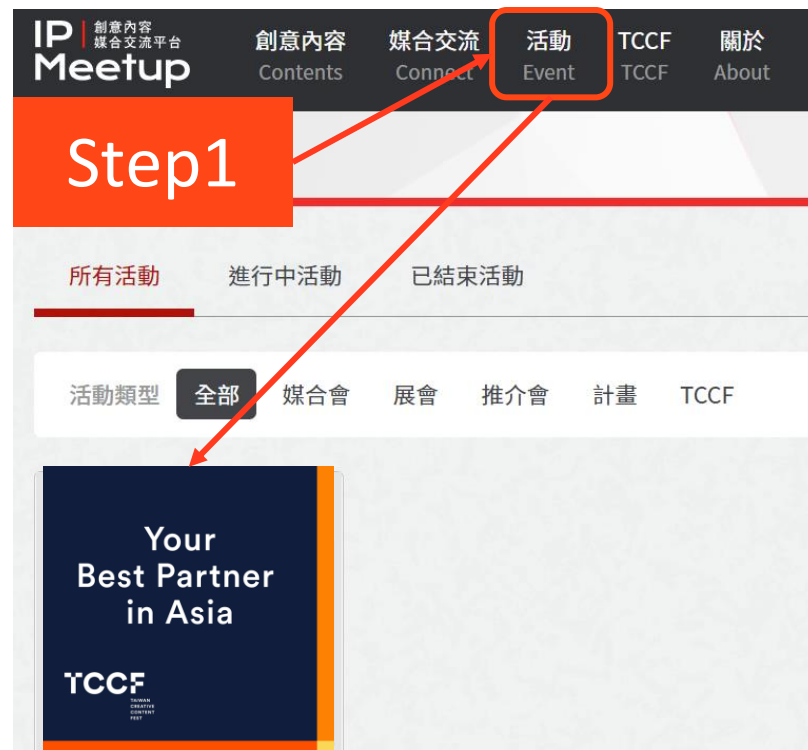 IP 創意內容
媒合交流平台
Meetup
創意內容 媒合交流 活動 TCCF 關於
Contents Connect Event TCCF About
Step1
所有活動 進行中活動 已結束活動
活動類型 全部 媒合會 展會 推介會 計畫 TCCF
Your
Best Partner
in Asia
TCCF
TAIWAN
CREATIVE
CONTENT
FEST